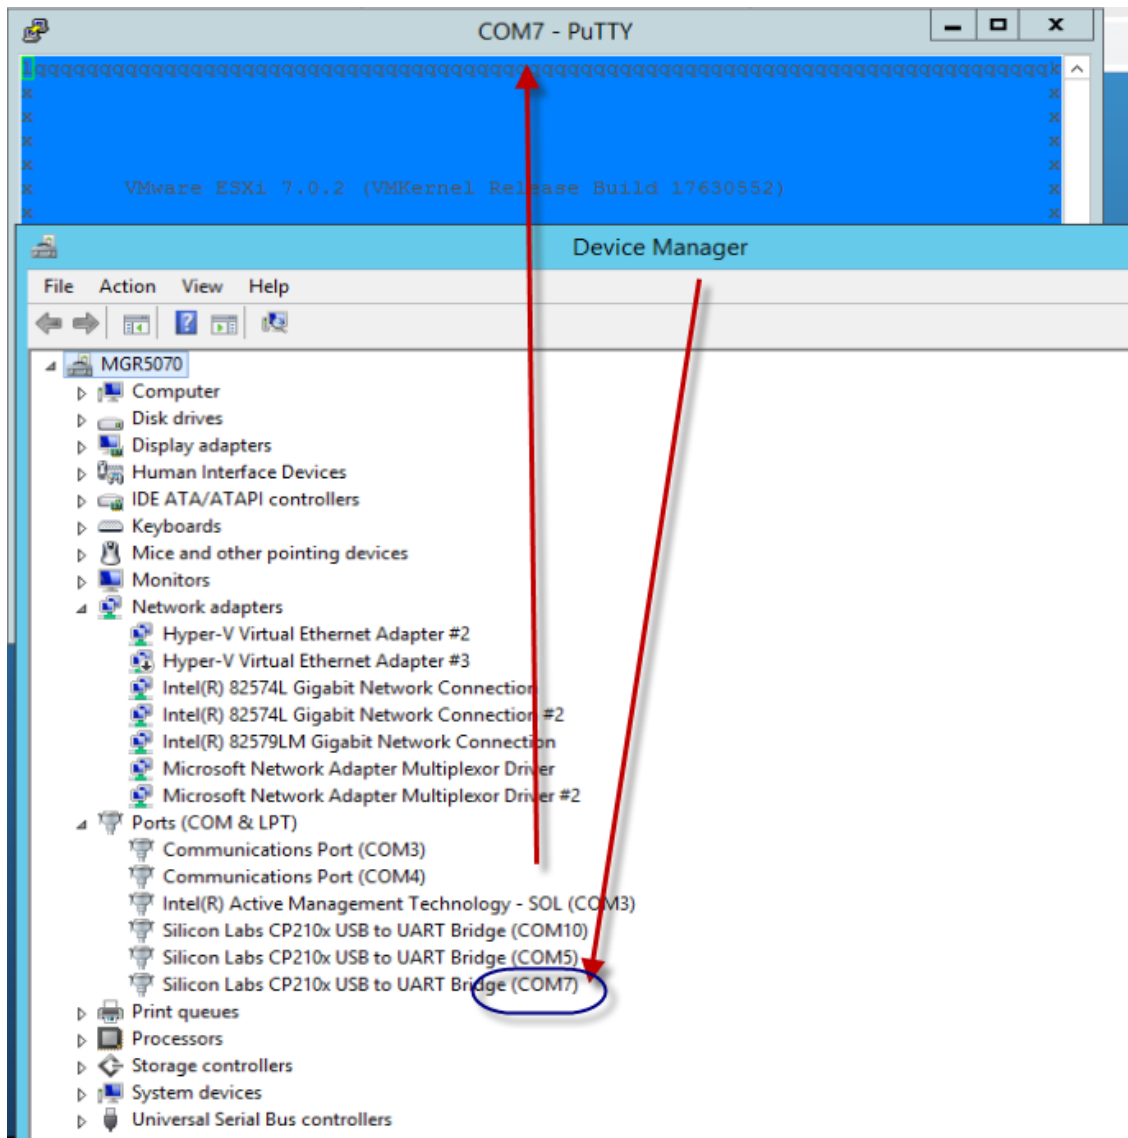 COM7 - PuTTY
lqqqqqqqqqqqqqqqqqqqqqqqqqqqqqqqqqqqqqqqqqqqqqqqqqqqqqqqqqqqqqqqqqqqqqqqqqqqqqqk
x x
x x
x x
x x
x VMware ESXi 7.0.2 (VMKernel Release Build 17630552) x
x x
Device Manager
File Action View Help
MGR5070
Computer
Disk drives
Display adapters
Human Interface Devices
IDE ATA/ATAPI controllers
Keyboards
Mice and other pointing devices
Monitors
Network adapters
Hyper-V Virtual Ethernet Adapter #2
Hyper-V Virtual Ethernet Adapter #3
Intel(R) 82574L Gigabit Network Connection
Intel(R) 82574L Gigabit Network Connection #2
Intel(R) 82579LM Gigabit Network Connection
Microsoft Network Adapter Multiplexor Driver
Microsoft Network Adapter Multiplexor Driver #2
Ports (COM & LPT)
Communications Port (COM3)
Communications Port (COM4)
Intel(R) Active Management Technology - SOL (COM3)
Silicon Labs CP210x USB to UART Bridge (COM10)
Silicon Labs CP210x USB to UART Bridge (COM5)
Silicon Labs CP210x USB to UART Bridge (COM7)
Print queues
Processors
Storage controllers
System devices
Universal Serial Bus controllers